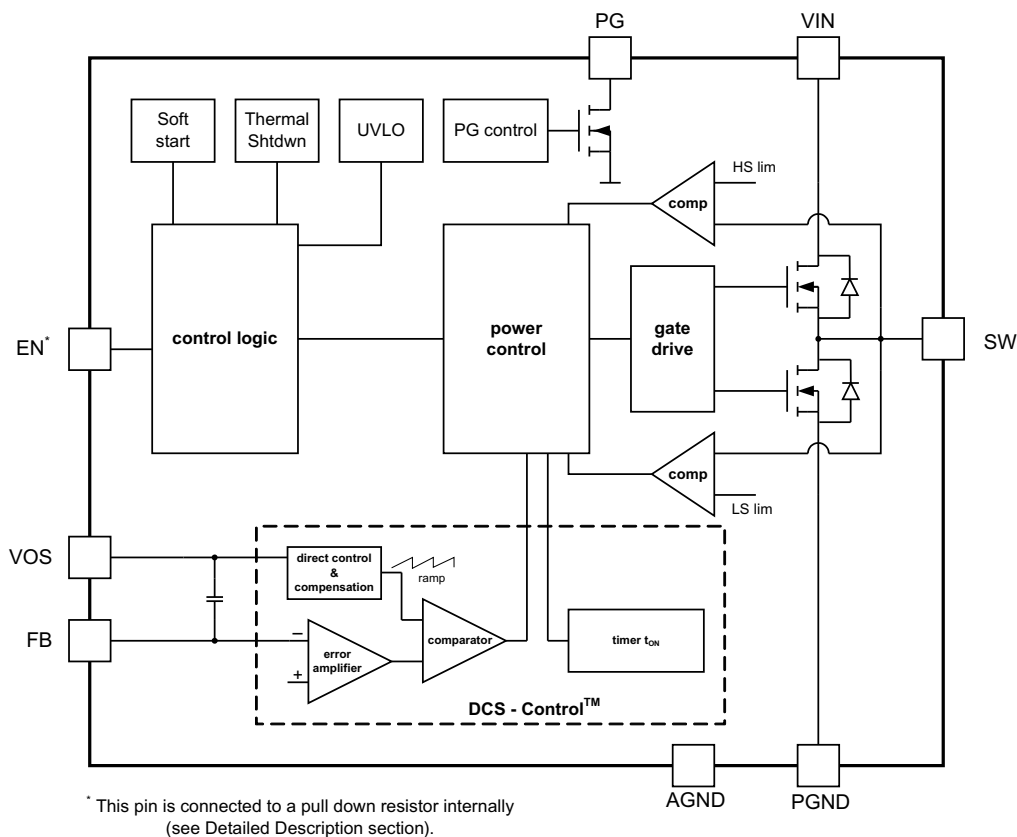 PG
VIN
Soft
start
Thermal
Shtdwn
UVLO
PG control
HS lim
comp
control logic
power
control
gate
drive
EN*
SW
comp
LS lim
VOS
direct control
&
compensation
ramp
FB
−
error
amplifier
+
comparator
timer tON
DCS - Control™
AGND
PGND
* This pin is connected to a pull down resistor internally
(see Detailed Description section).